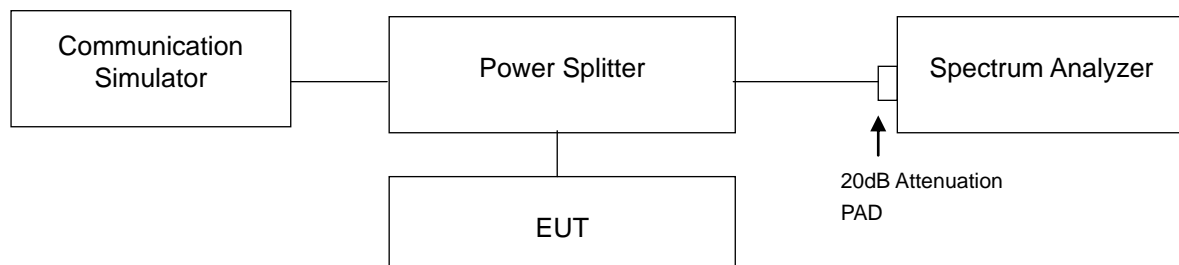 Communication
Simulator
Power Splitter
Spectrum Analyzer
20dB Attenuation
PAD
EUT